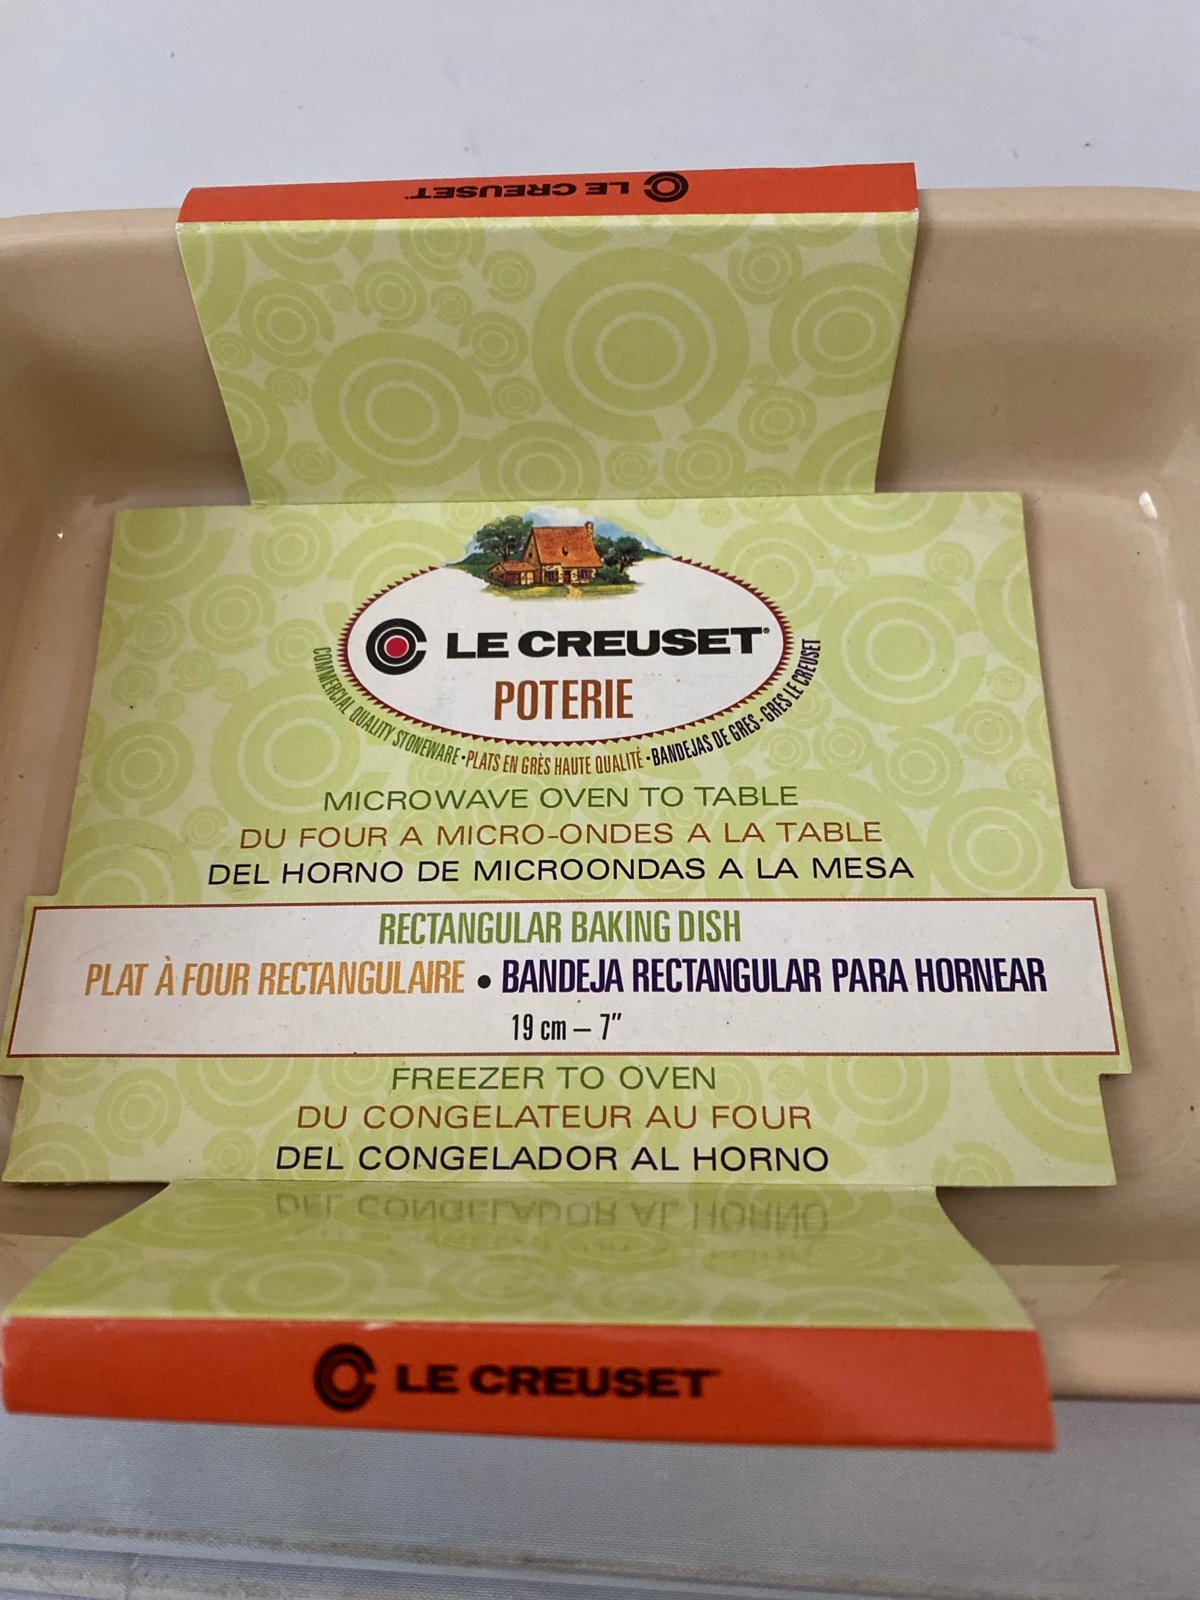 LE CREUSET
LE CREUSET®
POTERIE
COMMERCIAL QUALITY STONEWARE • PLATS EN GRÈS HAUTE QUALITÉ • BANDEJAS DE GRES - GRES LE CREUSET
MICROWAVE OVEN TO TABLE
DU FOUR A MICRO-ONDES A LA TABLE
DEL HORNO DE MICROONDAS A LA MESA
RECTANGULAR BAKING DISH
PLAT À FOUR RECTANGULAIRE • BANDEJA RECTANGULAR PARA HORNEAR
19 cm – 7"
FREEZER TO OVEN
DU CONGELATEUR AU FOUR
DEL CONGELADOR AL HORNO
LE CREUSET